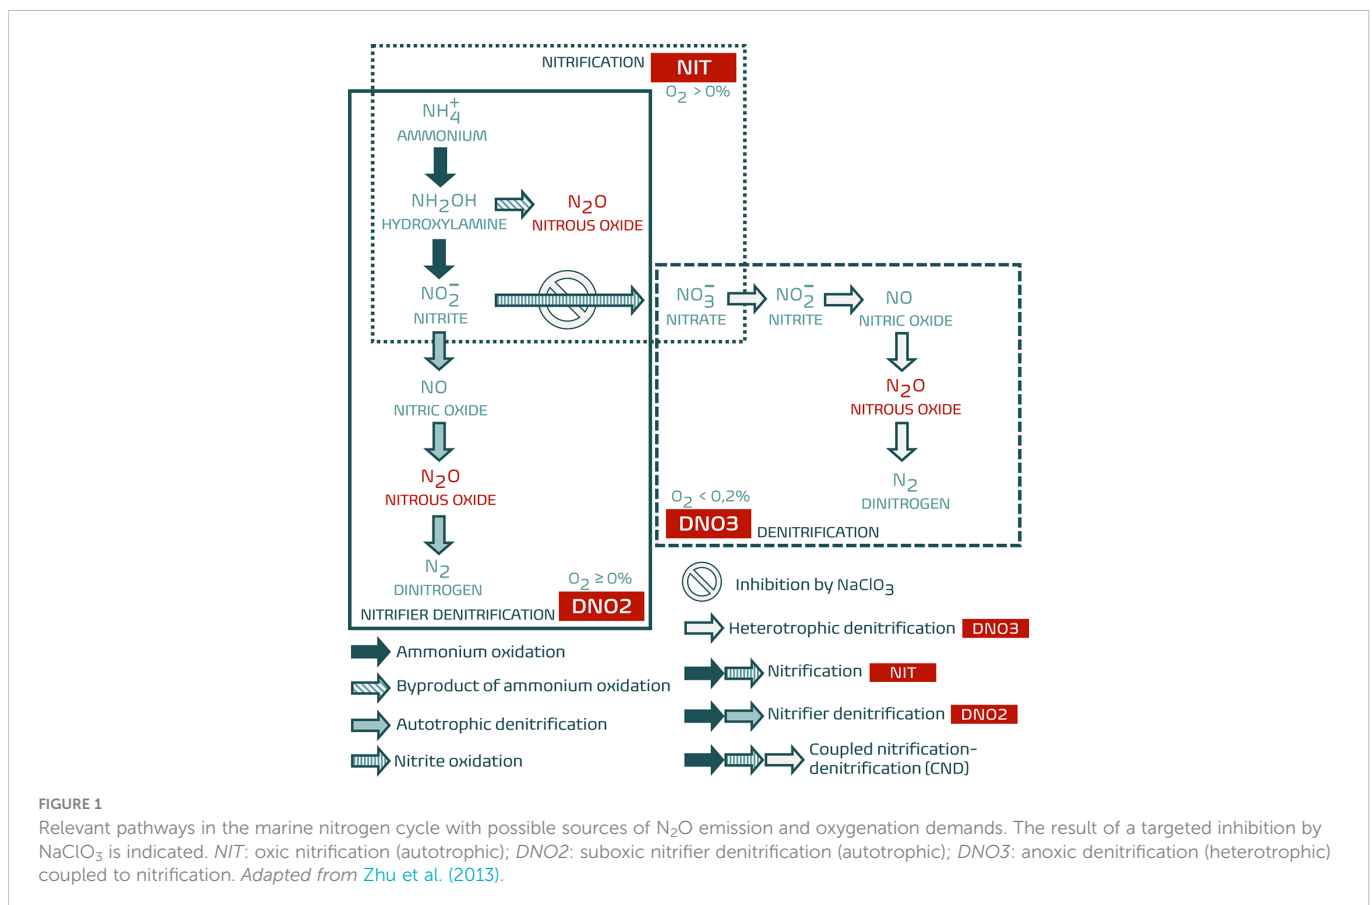 NITRIFICATION
NIT
O2 > 0%
NH4+
AMMONIUM
NH2OH
HYDROXYLAMINE
N2O
NITROUS OXIDE
NO2−
NITRITE
NO3−
NITRATE
NO2−
NITRITE
NO
NITRIC OXIDE
N2O
NITROUS OXIDE
N2
DINITROGEN
O2 < 0,2%
DNO3
DENITRIFICATION
NO
NITRIC OXIDE
N2O
NITROUS OXIDE
N2
DINITROGEN
O2 ≥ 0%
NITRIFIER DENITRIFICATION
DNO2
Ammonium oxidation
Byproduct of ammonium oxidation
Autotrophic denitrification
Nitrite oxidation
Inhibition by NaClO3
Heterotrophic denitrification DNO3
Nitrification NIT
Nitrifier denitrification DNO2
Coupled nitrification-
denitrification (CND)
FIGURE 1
Relevant pathways in the marine nitrogen cycle with possible sources of N2O emission and oxygenation demands. The result of a targeted inhibition by
NaClO3 is indicated. NIT: oxic nitrification (autotrophic); DNO2: suboxic nitrifier denitrification (autotrophic); DNO3: anoxic denitrification (heterotrophic)
coupled to nitrification. Adapted from Zhu et al. (2013).